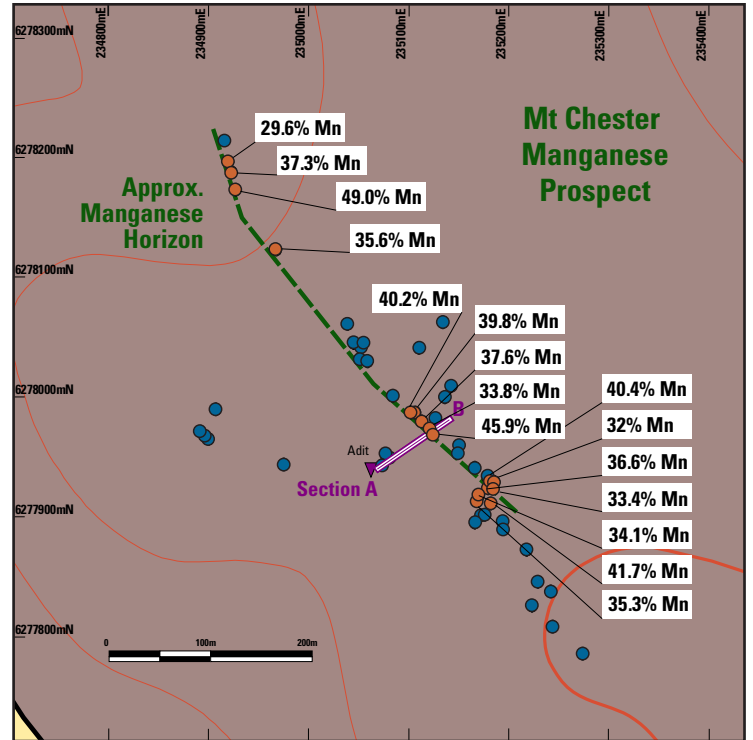 234800mE
234900mE
235000mE
235100mE
235200mE
235300mE
235400mE
6278300mN
6278200mN
6278100mN
6278000mN
6277900mN
6277800mN
Mt Chester
Manganese
Prospect
Approx.
Manganese
Horizon
29.6% Mn
37.3% Mn
49.0% Mn
35.6% Mn
40.2% Mn
39.8% Mn
37.6% Mn
33.8% Mn
45.9% Mn
40.4% Mn
32% Mn
36.6% Mn
33.4% Mn
34.1% Mn
41.7% Mn
35.3% Mn
B
Adit
Section A
0 100m 200m